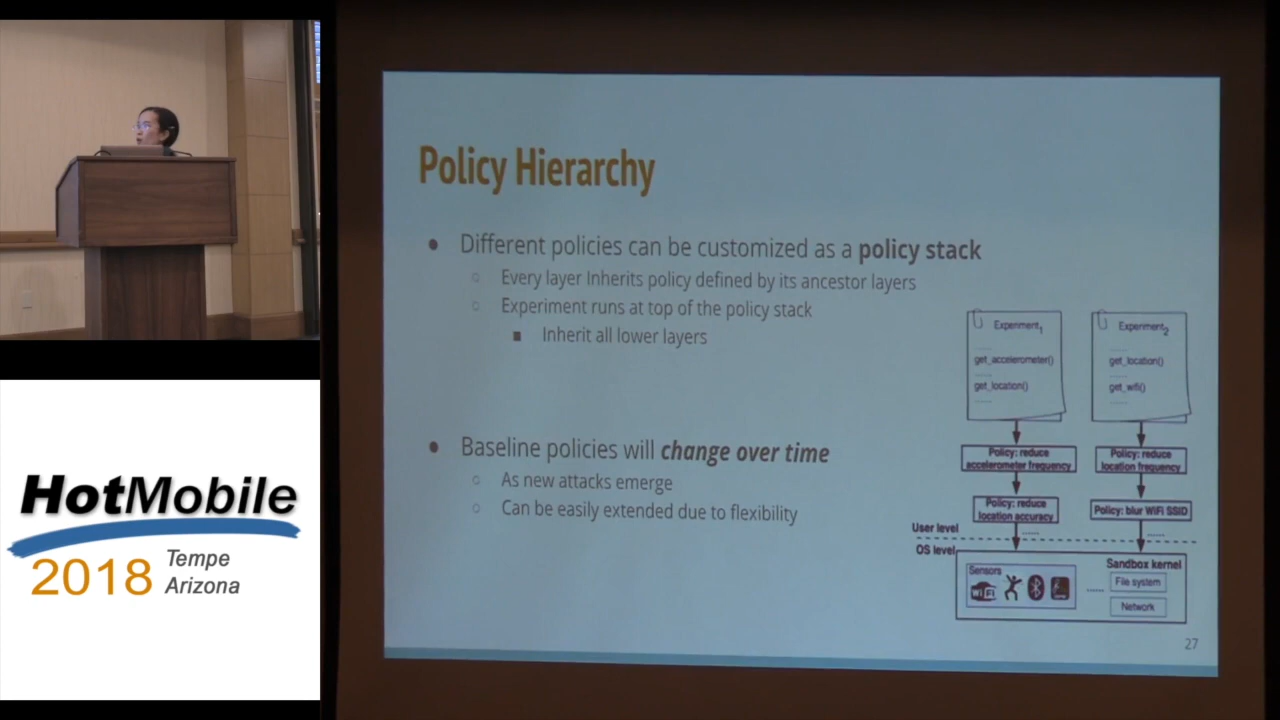 Policy Hierarchy
Different policies can be customized as a policy stack
Every layer Inherits policy defined by its ancestor layers
Experiment runs at top of the policy stack
Inherit all lower layers
Baseline policies will change over time
As new attacks emerge
Can be easily extended due to flexibility
Experiment1
......
get_accelerometer()
......
get_location()
......
Experiment2
......
get_location()
......
get_wifi()
......
Policy: reduce
accelerometer frequency
Policy: reduce
location frequency
Policy: reduce
location accuracy
Policy: blur WiFi SSID
User level
......
......
OS level
Sensors
WiFi
......
Sandbox kernel
File system
Network
27
HotMobile
2018
Tempe
Arizona